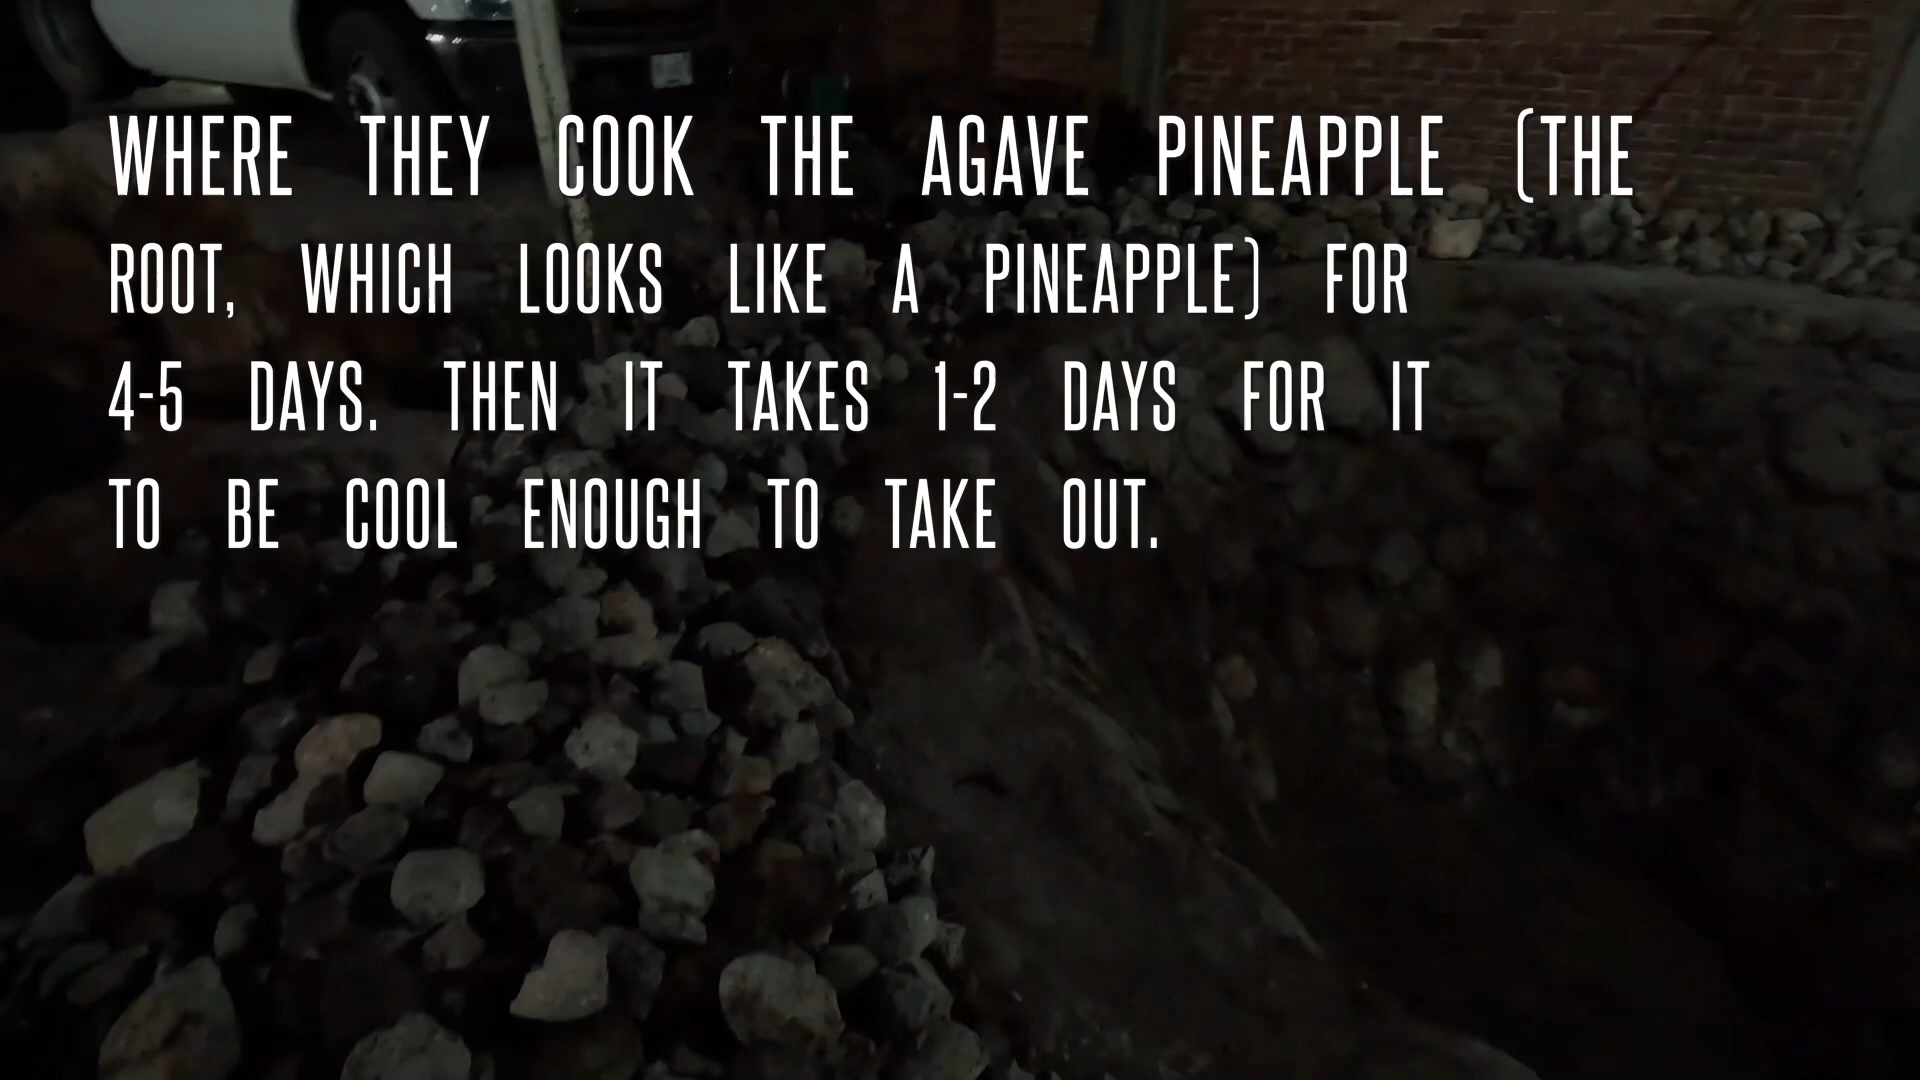 WHERE THEY COOK THE AGAVE PINEAPPLE (THE
ROOT, WHICH LOOKS LIKE A PINEAPPLE) FOR
4-5 DAYS. THEN IT TAKES 1-2 DAYS FOR IT
TO BE COOL ENOUGH TO TAKE OUT.